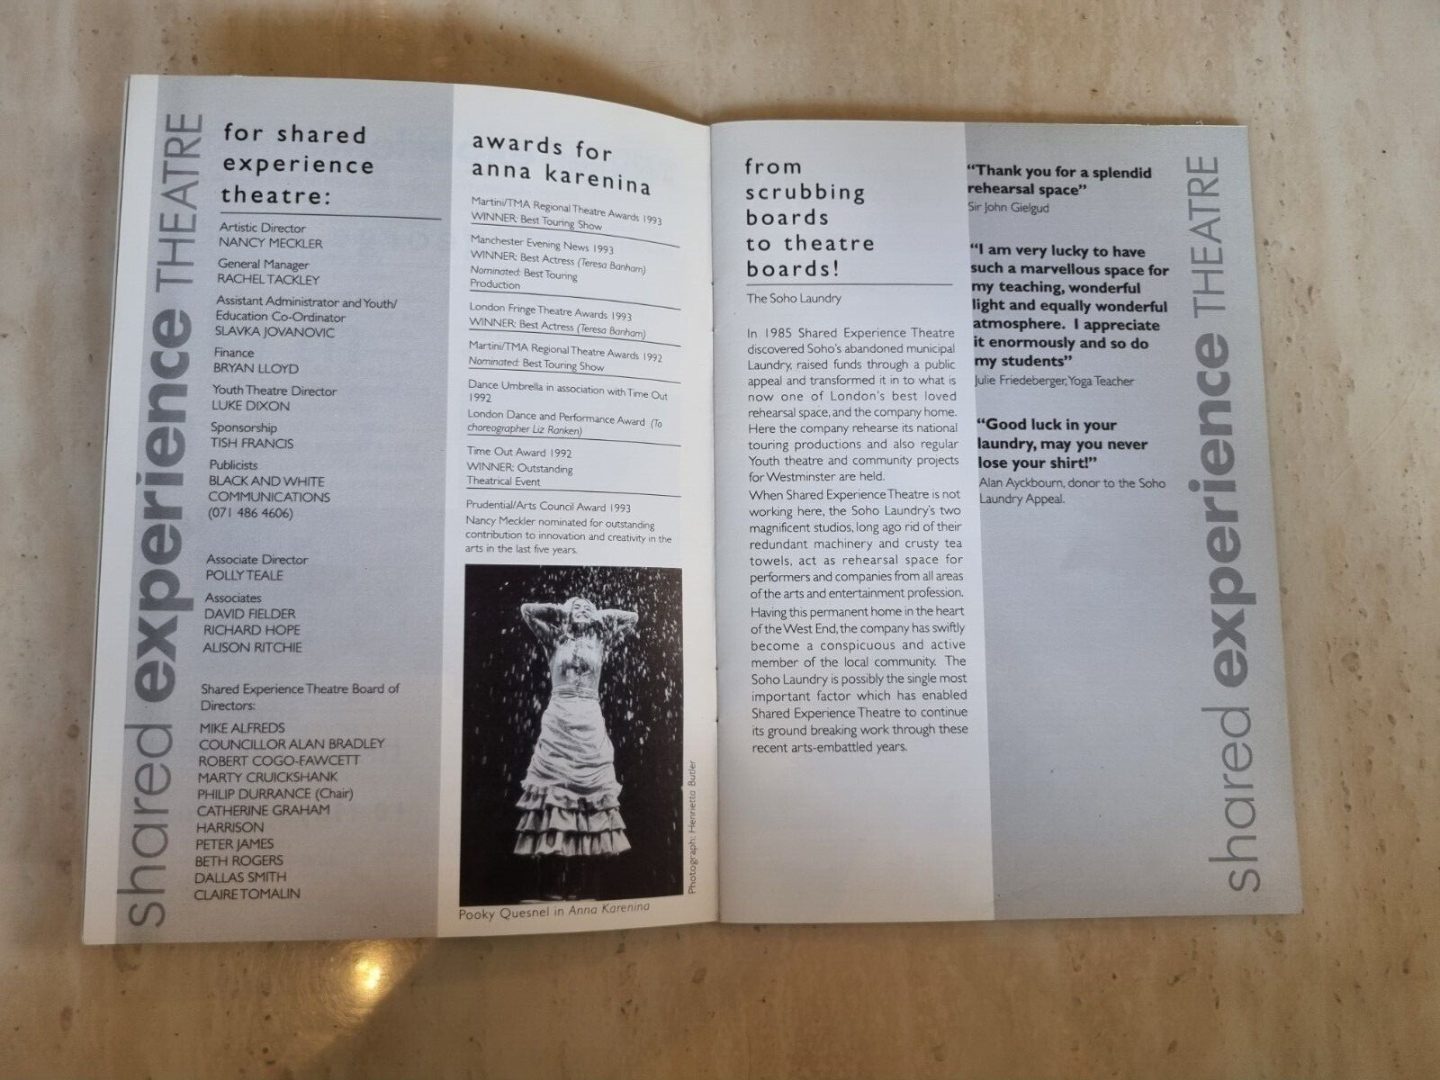 shared experience THEATRE
for shared
experience
theatre:
Artistic Director
NANCY MECKLER
General Manager
RACHEL TACKLEY
Assistant Administrator and Youth/
Education Co-Ordinator
SLAVKA JOVANOVIC
Finance
BRYAN LLOYD
Youth Theatre Director
LUKE DIXON
Sponsorship
TISH FRANCIS
Publicists
BLACK AND WHITE
COMMUNICATIONS
(071 486 4606)
Associate Director
POLLY TEALE
Associates
DAVID FIELDER
RICHARD HOPE
ALISON RITCHIE
Shared Experience Theatre Board of
Directors:
MIKE ALFREDS
COUNCILLOR ALAN BRADLEY
ROBERT COGO-FAWCETT
MARTY CRUICKSHANK
PHILIP DURRANCE (Chair)
CATHERINE GRAHAM
HARRISON
PETER JAMES
BETH ROGERS
DALLAS SMITH
CLAIRE TOMALIN
awards for
anna karenina
Martini/TMA Regional Theatre Awards 1993
WINNER: Best Touring Show
Manchester Evening News 1993
WINNER: Best Actress (Teresa Banham)
Nominated: Best Touring
Production
London Fringe Theatre Awards 1993
WINNER: Best Actress (Teresa Banham)
Martini/TMA Regional Theatre Awards 1992
Nominated: Best Touring Show
Dance Umbrella in association with Time Out
1992
London Dance and Performance Award (To
choreographer Liz Ranken)
Time Out Award 1992
WINNER: Outstanding
Theatrical Event
Prudential/Arts Council Award 1993
Nancy Meckler nominated for outstanding
contribution to innovation and creativity in the
arts in the last five years.
Photograph: Henrietta Butler
Pooky Quesnel in Anna Karenina
from
scrubbing
boards
to theatre
boards!
The Soho Laundry
In 1985 Shared Experience Theatre
discovered Soho's abandoned municipal
Laundry, raised funds through a public
appeal and transformed it in to what is
now one of London's best loved
rehearsal space, and the company home.
Here the company rehearse its national
touring productions and also regular
Youth theatre and community projects
for Westminster are held.
When Shared Experience Theatre is not
working here, the Soho Laundry's two
magnificent studios, long ago rid of their
redundant machinery and crusty tea
towels, act as rehearsal space for
performers and companies from all areas
of the arts and entertainment profession.
Having this permanent home in the heart
of the West End, the company has swiftly
become a conspicuous and active
member of the local community. The
Soho Laundry is possibly the single most
important factor which has enabled
Shared Experience Theatre to continue
its ground breaking work through these
recent arts-embattled years.
“Thank you for a splendid
rehearsal space”
Sir John Gielgud
“I am very lucky to have
such a marvellous space for
my teaching, wonderful
light and equally wonderful
atmosphere. I appreciate
it enormously and so do
my students”
Julie Friedeberger, Yoga Teacher
“Good luck in your
laundry, may you never
lose your shirt!”
Alan Ayckbourn, donor to the Soho
Laundry Appeal.
shared experience THEATRE